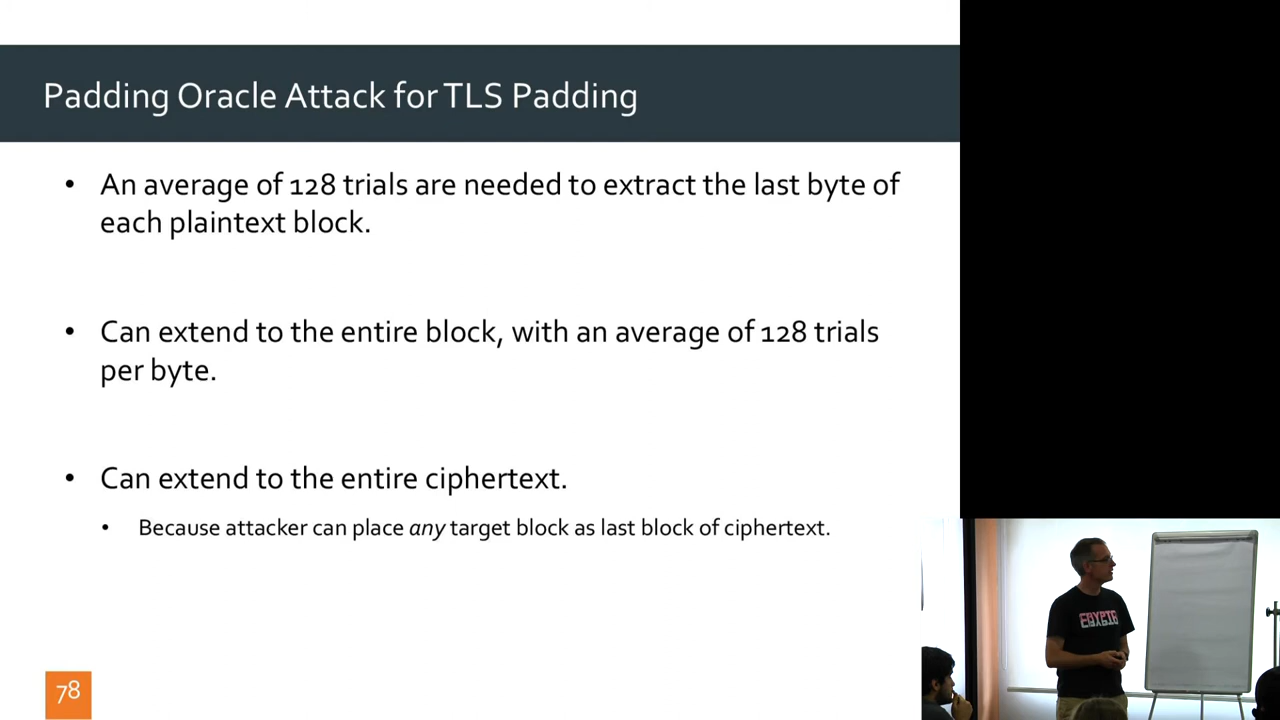 Padding Oracle Attack for TLS Padding
• An average of 128 trials are needed to extract the last byte of
each plaintext block.
• Can extend to the entire block, with an average of 128 trials
per byte.
• Can extend to the entire ciphertext.
• Because attacker can place any target block as last block of ciphertext.
78
CRYPTO